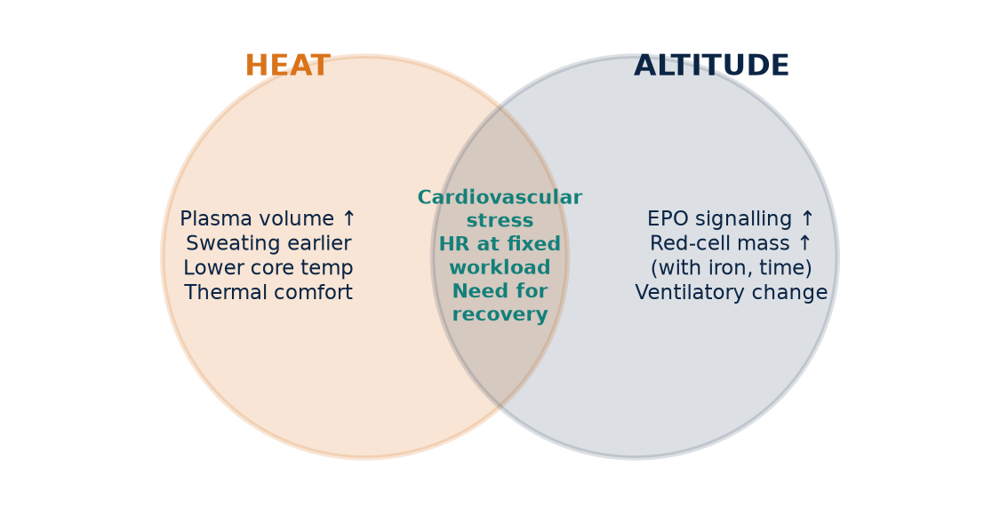 HEAT
ALTITUDE
Plasma volume ↑
Sweating earlier
Lower core temp
Thermal comfort
Cardiovascular
stress
HR at fixed
workload
Need for
recovery
EPO signalling ↑
Red-cell mass ↑
(with iron, time)
Ventilatory change